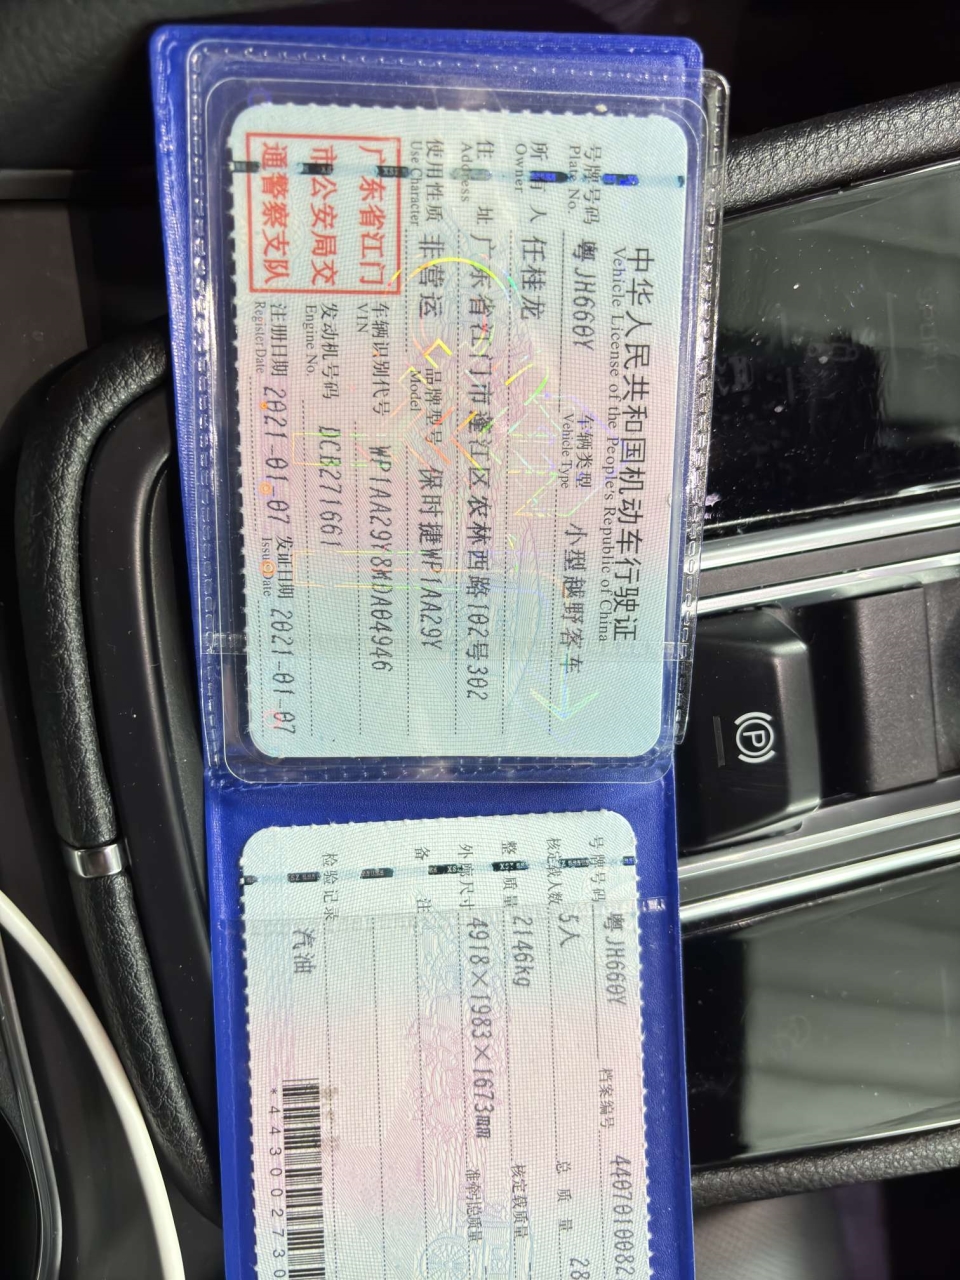 中华人民共和国机动车行驶证
Vehicle License of the People's Republic of China
号牌号码 粤JH660Y 车辆类型 小型越野客车
Plate No. Vehicle Type
所有人 任桂龙
Owner
住址 广东省江门市蓬江区农林西路102号302
Address
使用性质 非营运 品牌型号 保时捷WP1AA29Y
Use Character Model
广东省江门
市公安局交
通警察支队
车辆识别代号 WP1AA29Y8MDA04946
VIN
发动机号码 DCB271661
Engine No.
注册日期 2021-01-07 发证日期 2021-01-07
Register Date Issue Date
号牌号码 粤JH660Y 档案编号 4407010082
核定载人数 5人 总质量 28
整备质量 2146kg 核定载质量
外廓尺寸 4918×1983×1673mm 准牵引总质量
备注
检验记录
汽油
*443002730
P